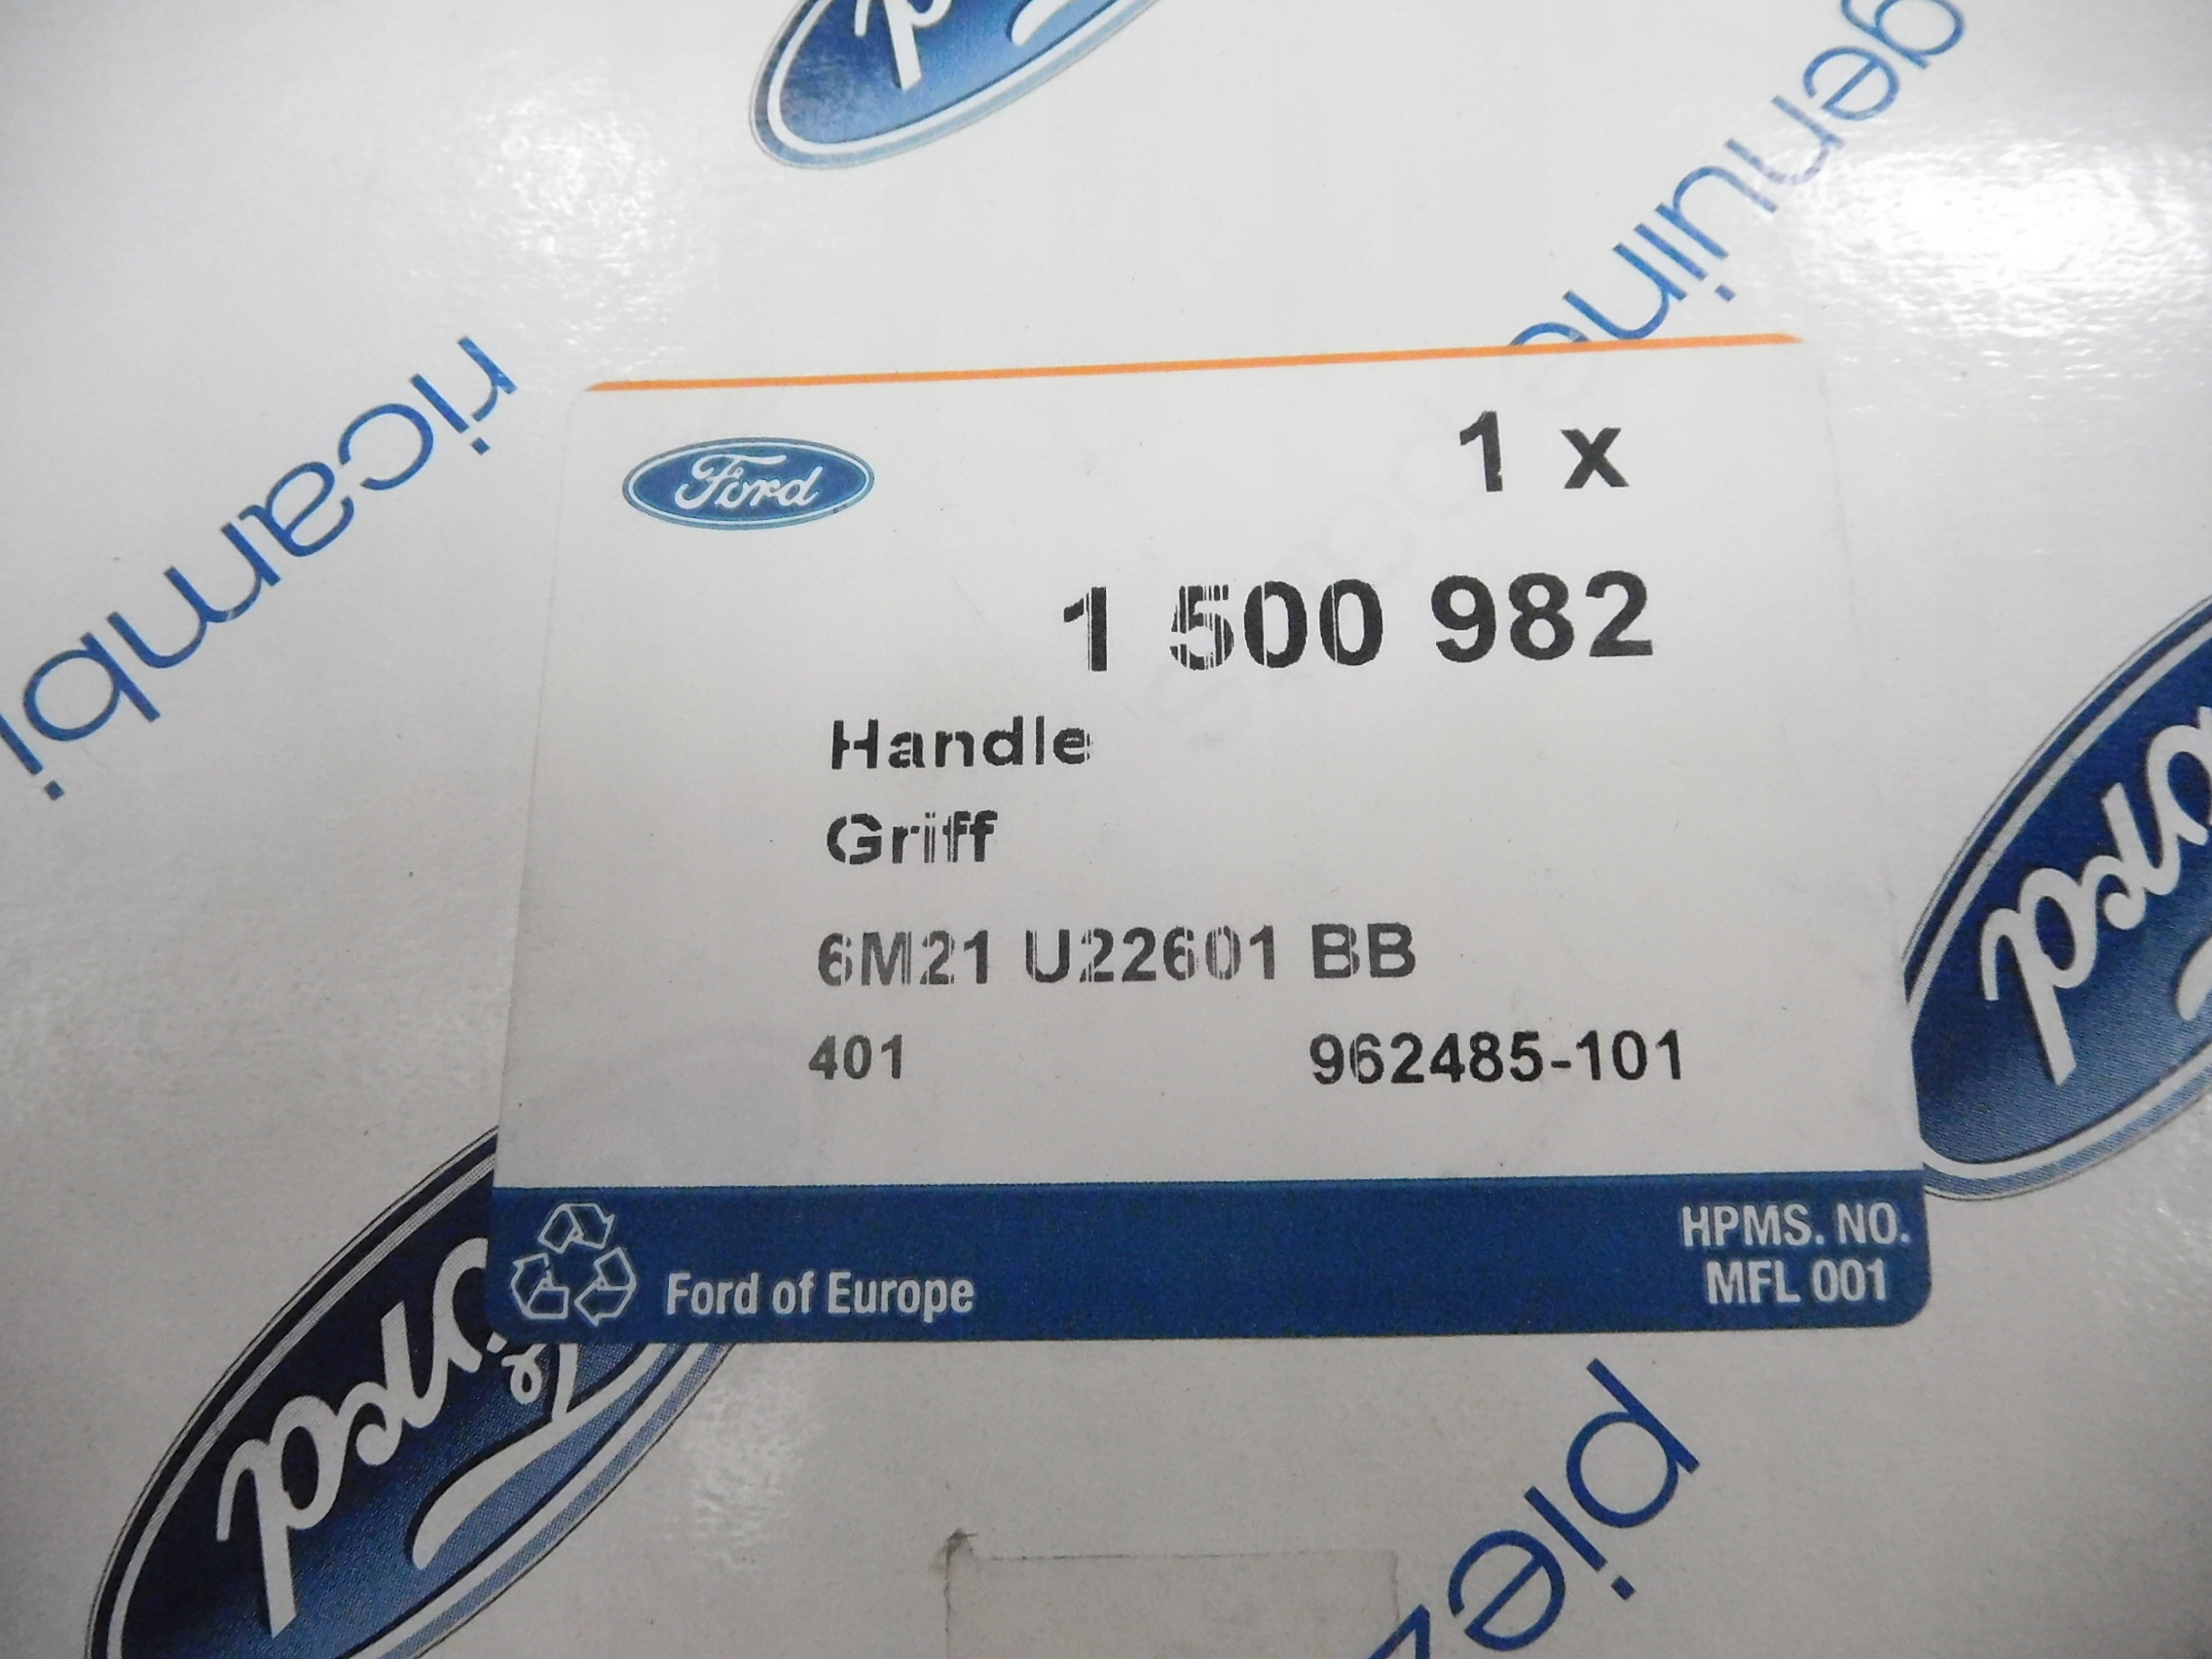 genuine
ricambi
Ford
1 x
1 500 982
Handle
Griff
6M21 U22601 BB
401 962485-101
Ford of Europe
HPMS. NO.
MFL 001
Ford